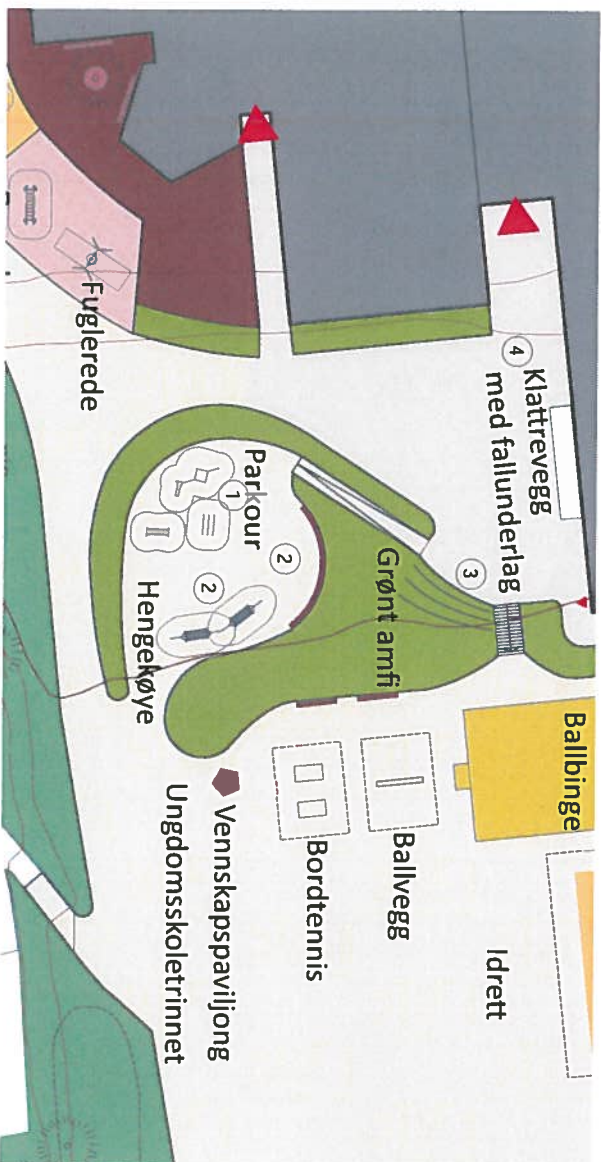 Ballbinge
4
Klattrevegg
med fallunderlag
Idrett
3
Ballvegg
Grønt amfi
Bordtennis
2
Parkour
1
2
Vennskapspaviljong
Ungdomsskoletrinnet
Hengekøye
Fuglerede